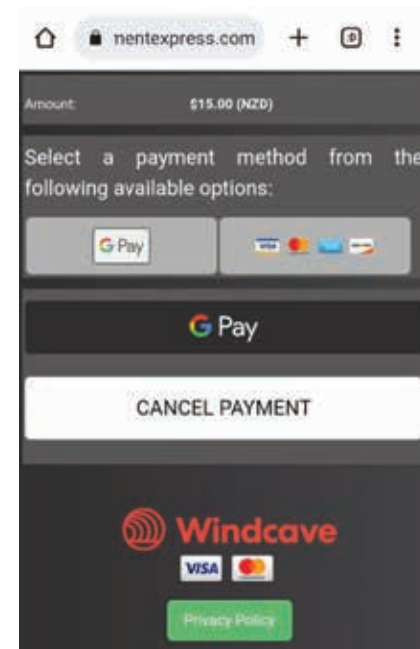 nentexpress.com
Amount: $15.00 (NZD)
Select a payment method from the
following available options:
G Pay VISA
G Pay
CANCEL PAYMENT
Windcave
VISA
Privacy Policy